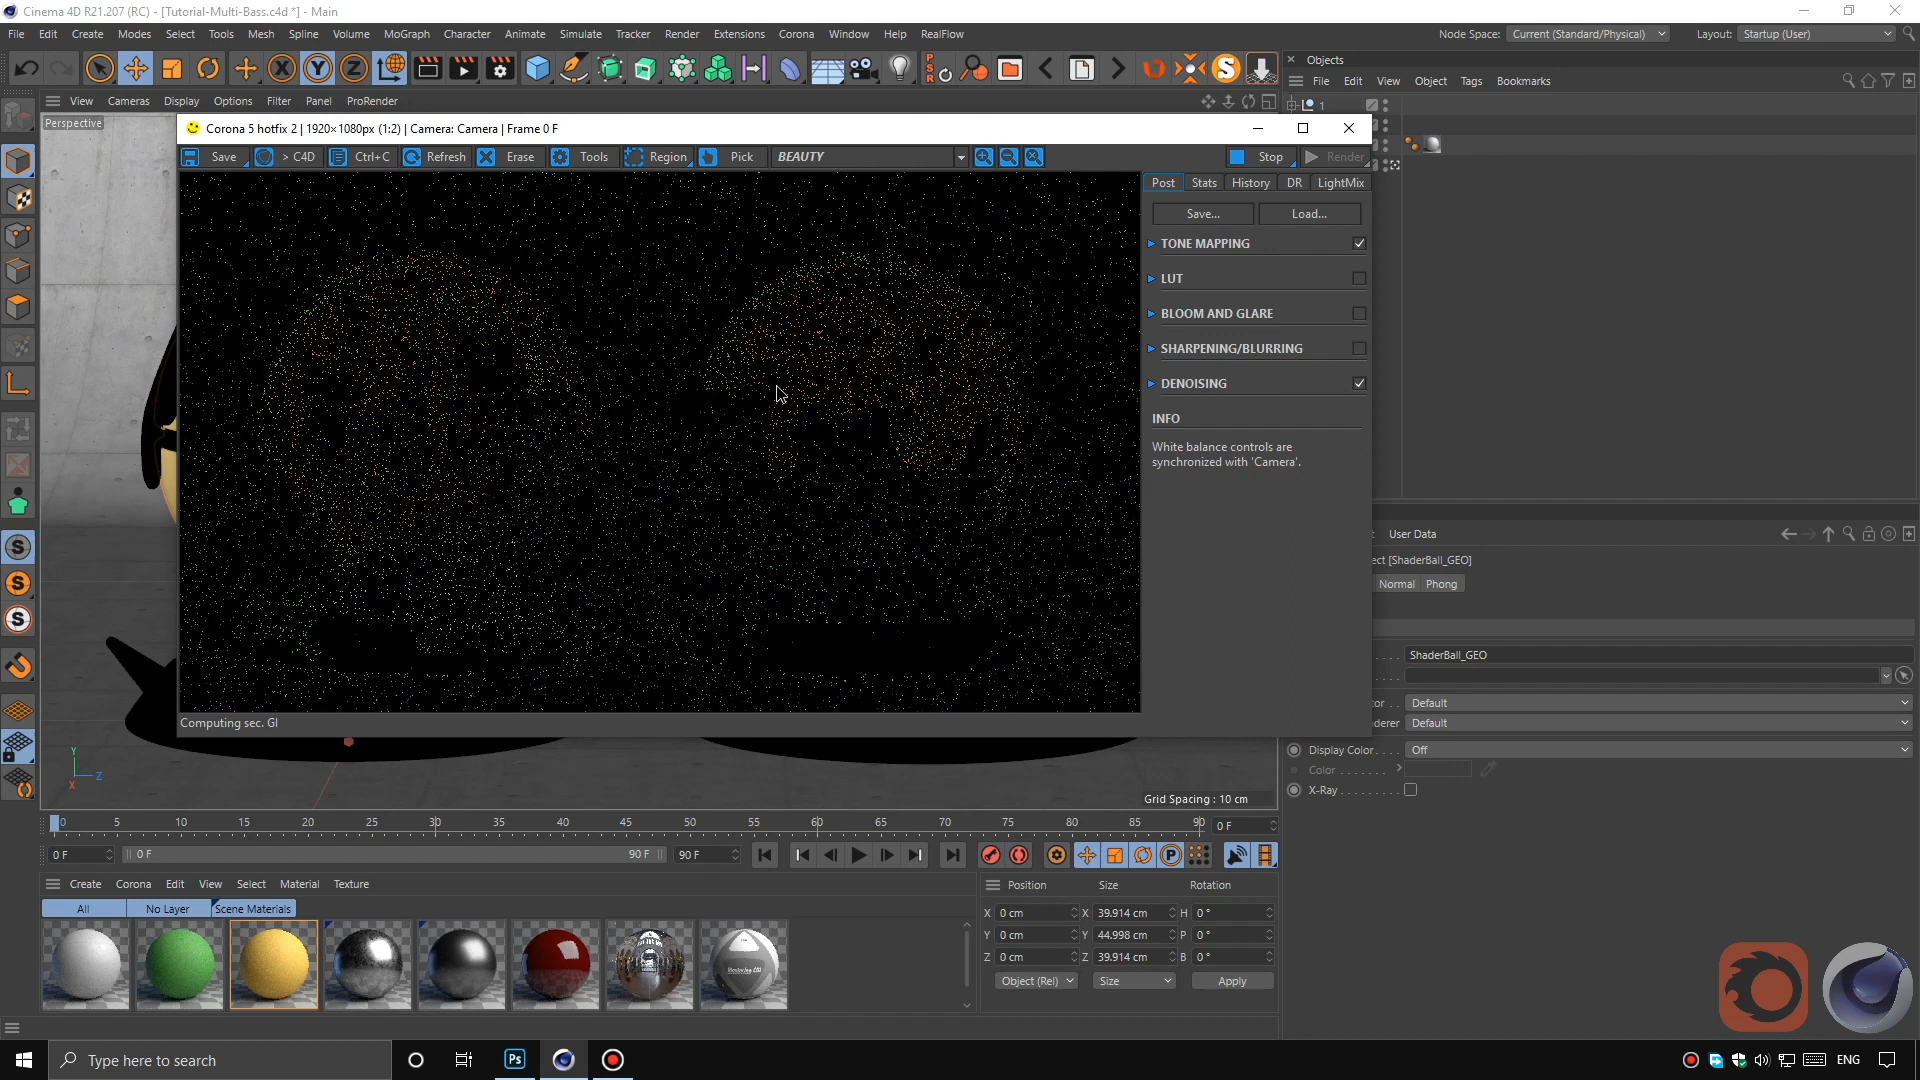 Cinema 4D R21.207 (RC) - [Tutorial-Multi-Bass.c4d *] - Main
File Edit Create Modes Select Tools Mesh Spline Volume MoGraph Character Animate Simulate Tracker Render Extensions Corona Window Help RealFlow
Node Space: Current (Standard/Physical) Layout: Startup (User)
Objects
File Edit View Object Tags Bookmarks
View Cameras Display Options Filter Panel ProRender
1
Perspective
Corona 5 hotfix 2 | 1920×1080px (1:2) | Camera: Camera | Frame 0 F
Save > C4D Ctrl+C Refresh Erase Tools Region Pick BEAUTY Stop Render
Post Stats History DR LightMix
Save... Load...
TONE MAPPING
LUT
BLOOM AND GLARE
SHARPENING/BLURRING
DENOISING
INFO
White balance controls are
synchronized with 'Camera'.
Computing sec. GI
User Data
ect [ShaderBall_GEO]
Normal Phong
ShaderBall_GEO
or . . Default
derer Default
Display Color . . . . Off
Color . . . . . . .
X-Ray . . . . . . . . .
Y
Z
X
Grid Spacing : 10 cm
0 5 10 15 20 25 30 35 40 45 50 55 60 65 70 75 80 85 90 0 F
0 F 0 F 90 F 90 F
Create Corona Edit View Select Material Texture
All No Layer Scene Materials
Position Size Rotation
X 0 cm X 39.914 cm H 0 °
Y 0 cm Y 44.998 cm P 0 °
Z 0 cm Z 39.914 cm B 0 °
Object (Rel) Size Apply
Type here to search
Ps
ENG